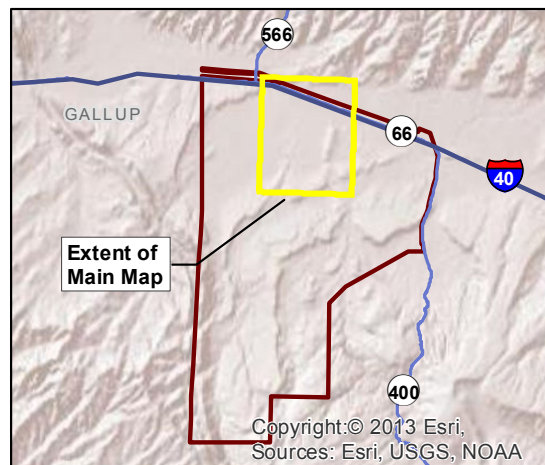 566
GALLUP
66
40
Extent of
Main Map
400
Copyright:© 2013 Esri,
Sources: Esri, USGS, NOAA